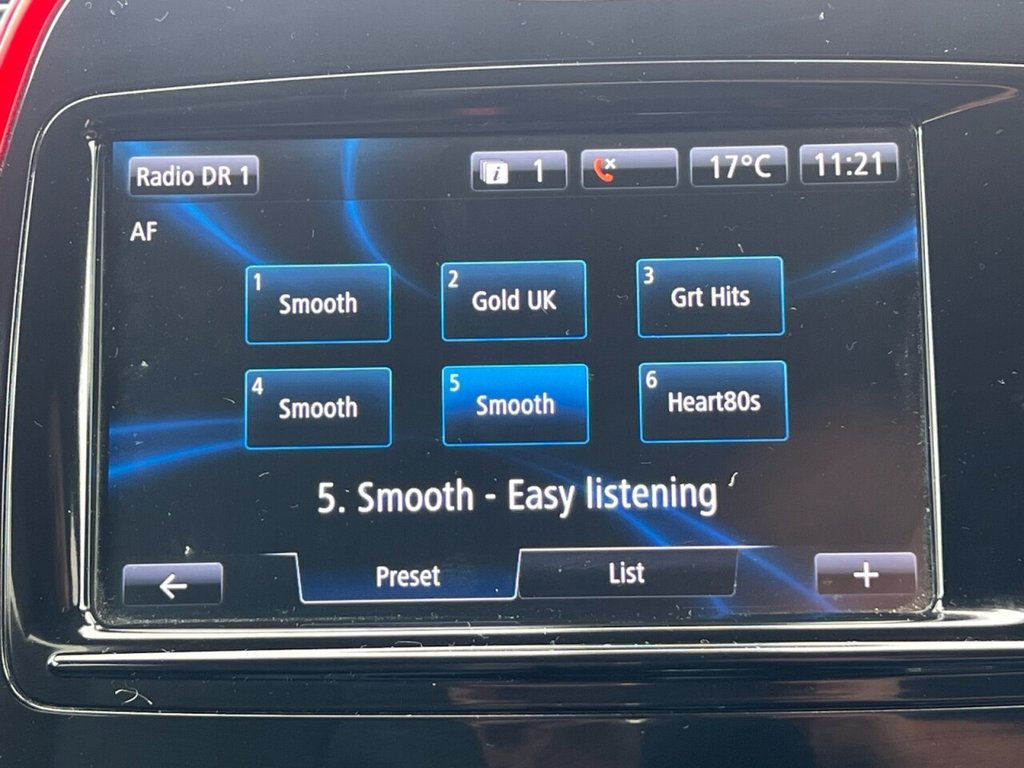 Radio DR 1
i 1
17°C
11:21
AF
1 Smooth
2 Gold UK
3 Grt Hits
4 Smooth
5 Smooth
6 Heart80s
5. Smooth - Easy listening
Preset
List